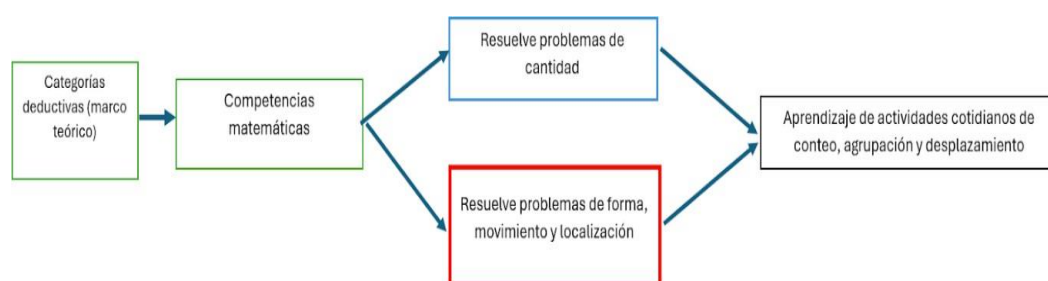 Categorías
deductivas (marco
teórico)
Competencias
matemáticas
Resuelve problemas de
cantidad
Resuelve problemas de forma,
movimiento y localización
Aprendizaje de actividades cotidianos de
conteo, agrupación y desplazamiento